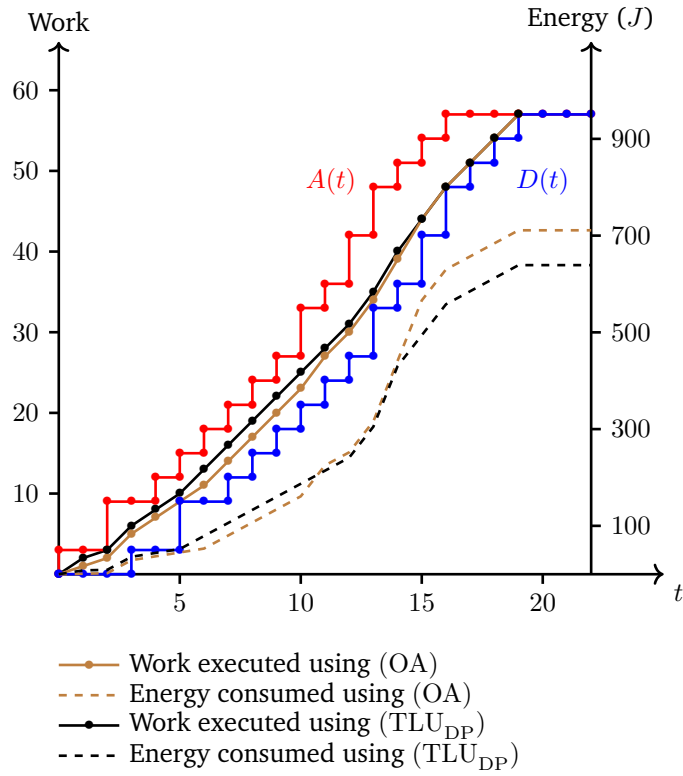 Work
Energy (J)
60
50
40
30
20
10
900
700
500
300
100
A(t)
D(t)
5
10
15
20
t
Work executed using (OA)
Energy consumed using (OA)
Work executed using (TLU_DP)
Energy consumed using (TLU_DP)